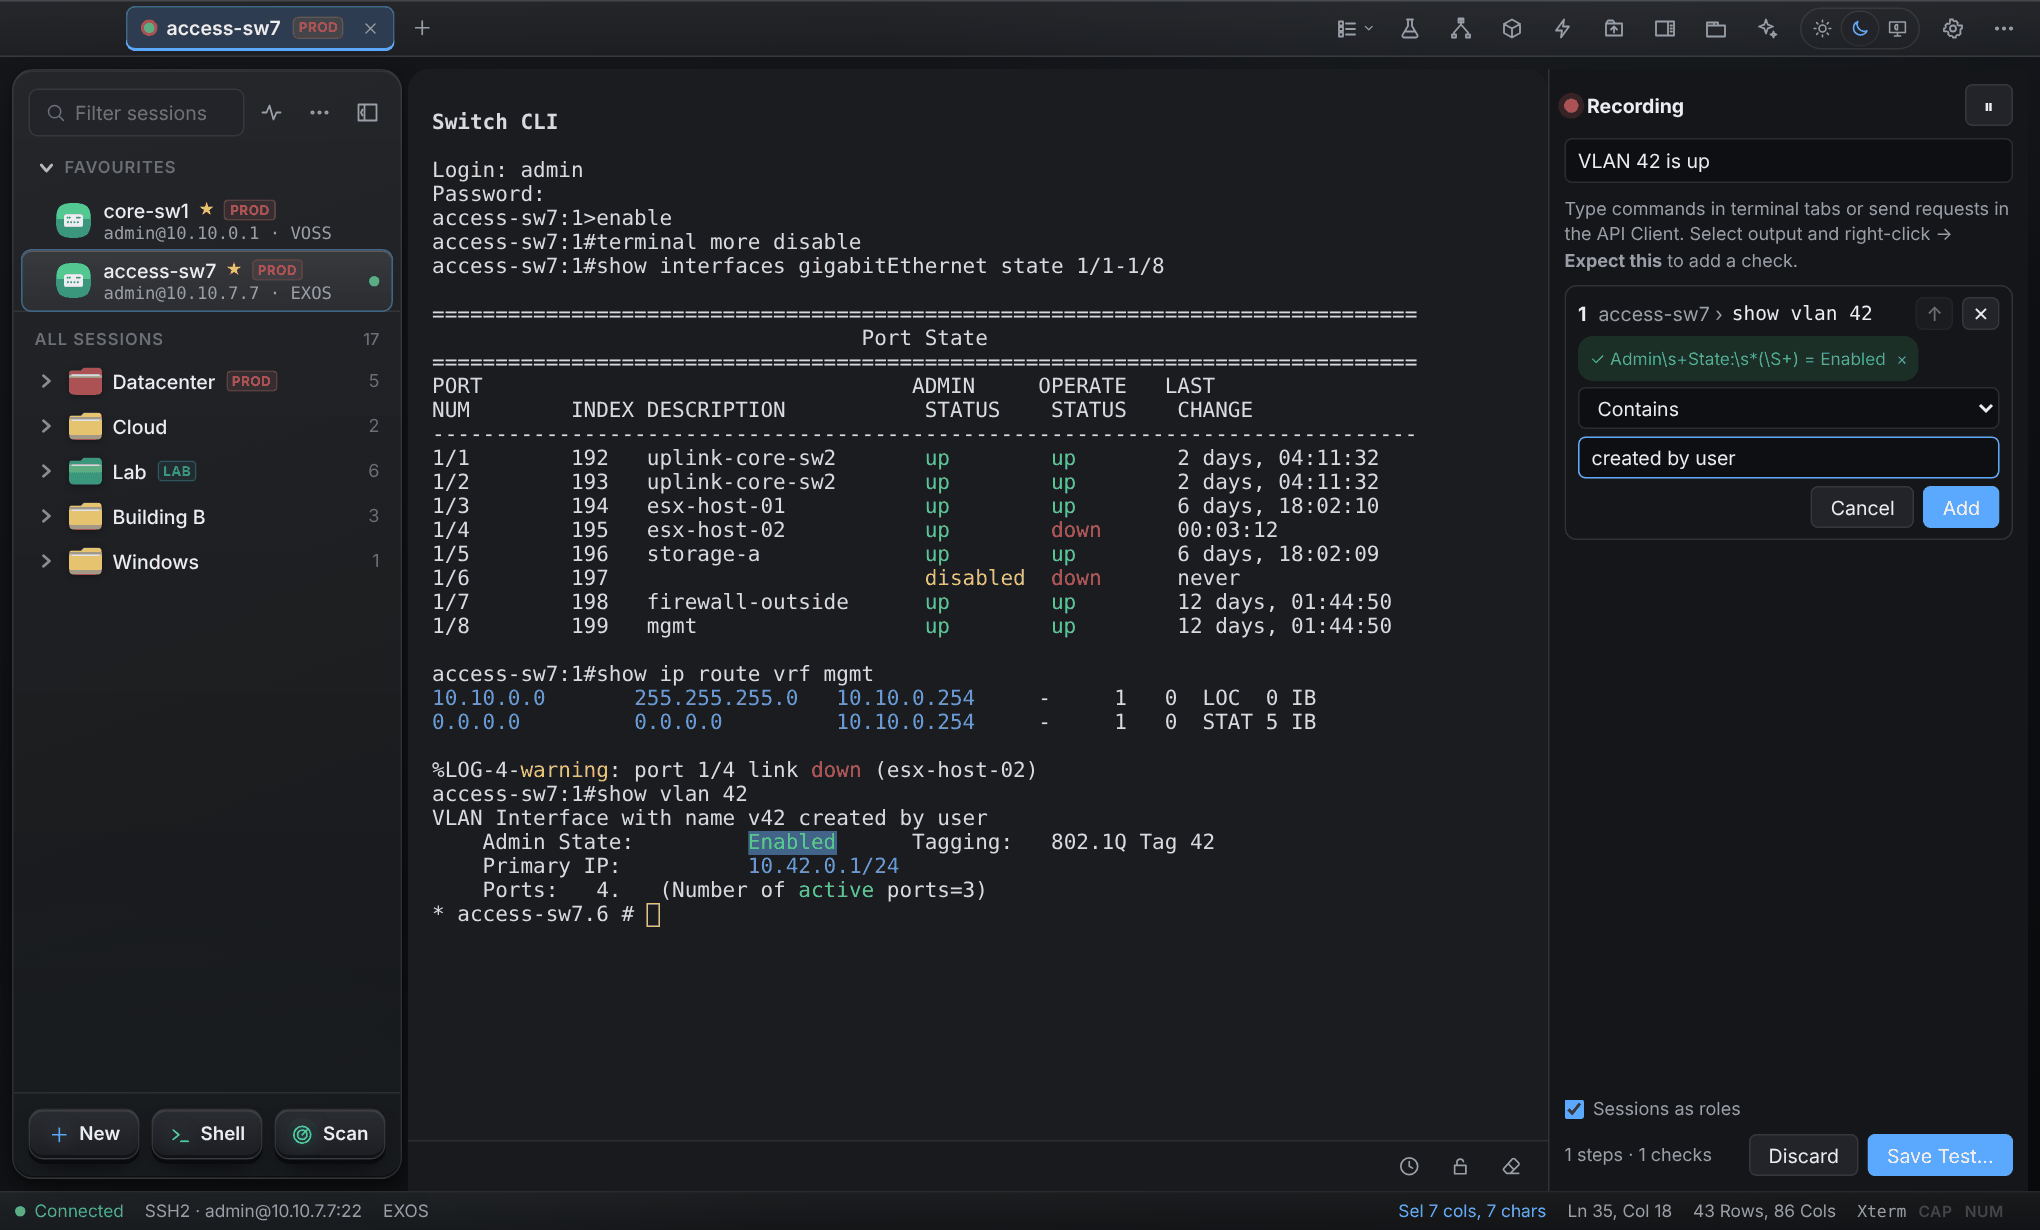 access-sw7 PROD
Filter sessions
FAVOURITES
core-sw1 PROD
admin@10.10.0.1 · VOSS
access-sw7 PROD
admin@10.10.7.7 · EXOS
ALL SESSIONS 17
Datacenter PROD 5
Cloud 2
Lab LAB 6
Building B 3
Windows 1
New
Shell
Scan
Switch CLI
Login: admin
Password:
access-sw7:1>enable
access-sw7:1#terminal more disable
access-sw7:1#show interfaces gigabitEthernet state 1/1-1/8
==============================================================================
Port State
==============================================================================
PORT ADMIN OPERATE LAST
NUM INDEX DESCRIPTION STATUS STATUS CHANGE
------------------------------------------------------------------------------
1/1 192 uplink-core-sw2 up up 2 days, 04:11:32
1/2 193 uplink-core-sw2 up up 2 days, 04:11:32
1/3 194 esx-host-01 up up 6 days, 18:02:10
1/4 195 esx-host-02 up down 00:03:12
1/5 196 storage-a up up 6 days, 18:02:09
1/6 197 disabled down never
1/7 198 firewall-outside up up 12 days, 01:44:50
1/8 199 mgmt up up 12 days, 01:44:50
access-sw7:1#show ip route vrf mgmt
10.10.0.0 255.255.255.0 10.10.0.254 - 1 0 LOC 0 IB
0.0.0.0 0.0.0.0 10.10.0.254 - 1 0 STAT 5 IB
%LOG-4-warning: port 1/4 link down (esx-host-02)
access-sw7:1#show vlan 42
VLAN Interface with name v42 created by user
Admin State: Enabled Tagging: 802.1Q Tag 42
Primary IP: 10.42.0.1/24
Ports: 4. (Number of active ports=3)
* access-sw7.6 #
Recording
VLAN 42 is up
Type commands in terminal tabs or send requests in
the API Client. Select output and right-click →
Expect this to add a check.
1 access-sw7 › show vlan 42
✓ Admin\s+State:\s*(\S+) = Enabled ×
Contains
created by user
Cancel
Add
Sessions as roles
1 steps · 1 checks
Discard
Save Test...
Connected SSH2 · admin@10.10.7.7:22 EXOS
Sel 7 cols, 7 chars Ln 35, Col 18 43 Rows, 86 Cols Xterm CAP NUM